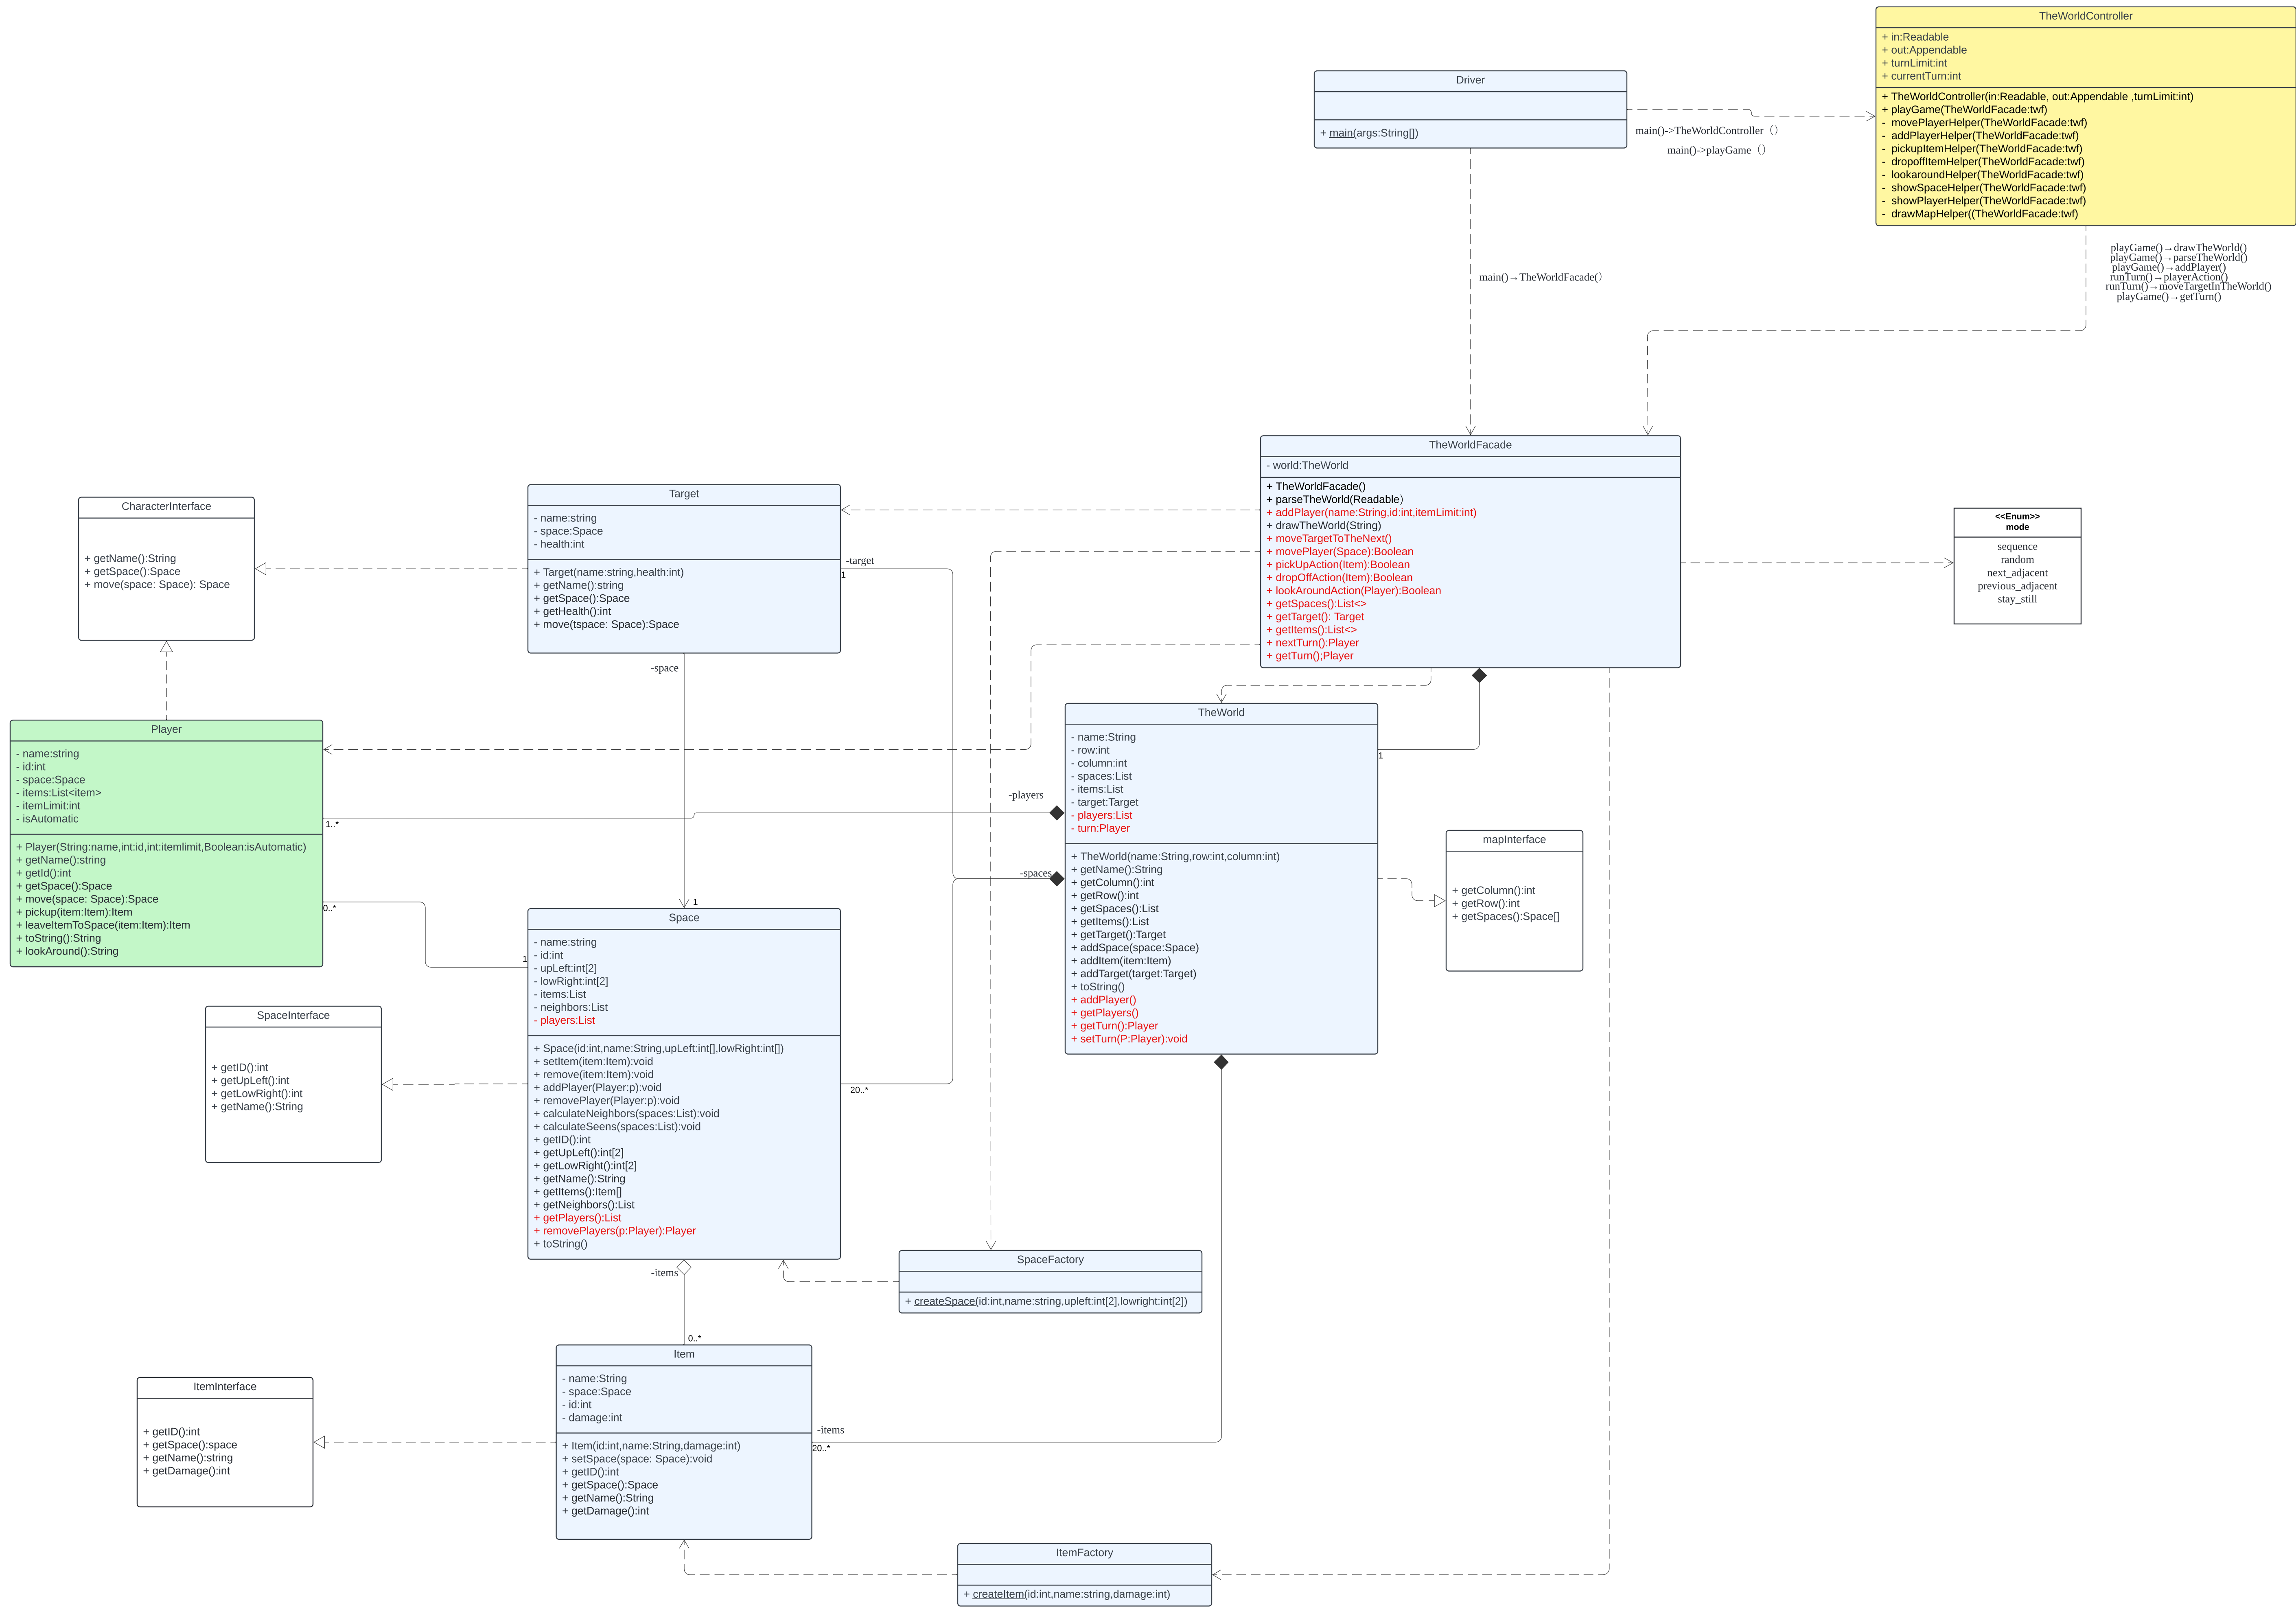 TheWorldController
+ in:Readable
+ out:Appendable
+ turnLimit:int
+ currentTurn:int
+ TheWorldController(in:Readable, out:Appendable ,turnLimit:int)
+ playGame(TheWorldFacade:twf)
-  movePlayerHelper(TheWorldFacade:twf)
-  addPlayerHelper(TheWorldFacade:twf)
-  pickupItemHelper(TheWorldFacade:twf)
-  dropoffItemHelper(TheWorldFacade:twf)
-  lookaroundHelper(TheWorldFacade:twf)
-  showSpaceHelper(TheWorldFacade:twf)
-  showPlayerHelper(TheWorldFacade:twf)
-  drawMapHelper((TheWorldFacade:twf)
Driver
+ main(args:String[])
main()->TheWorldController（）
main()->playGame（）
main()→TheWorldFacade(）
playGame()→drawTheWorld()
playGame()→parseTheWorld()
playGame()→addPlayer()
runTurn()→playerAction()
runTurn()→moveTargetInTheWorld()
playGame()→getTurn()
TheWorldFacade
- world:TheWorld
+ TheWorldFacade()
+ parseTheWorld(Readable）
+ addPlayer(name:String,id:int,itemLimit:int)
+ drawTheWorld(String)
+ moveTargetToTheNext()
+ movePlayer(Space):Boolean
+ pickUpAction(Item):Boolean
+ dropOffAction(Item):Boolean
+ lookAroundAction(Player):Boolean
+ getSpaces():List<>
+ getTarget(): Target
+ getItems():List<>
+ nextTurn():Player
+ getTurn();Player
<<Enum>>
mode
sequence
random
next_adjacent
previous_adjacent
stay_still
CharacterInterface
+ getName():String
+ getSpace():Space
+ move(space: Space): Space
Target
- name:string
- space:Space
- health:int
+ Target(name:string,health:int)
+ getName():string
+ getSpace():Space
+ getHealth():int
+ move(tspace: Space):Space
-target
1
-space
1
Player
- name:string
- id:int
- space:Space
- items:List<item>
- itemLimit:int
- isAutomatic
+ Player(String:name,int:id,int:itemlimit,Boolean:isAutomatic)
+ getName():string
+ getId():int
+ getSpace():Space
+ move(space: Space):Space
+ pickup(item:Item):Item
+ leaveItemToSpace(item:Item):Item
+ toString():String
+ lookAround():String
1..*
0..*
1
-players
-spaces
TheWorld
- name:String
- row:int
- column:int
- spaces:List
- items:List
- target:Target
- players:List
- turn:Player
+ TheWorld(name:String,row:int,column:int)
+ getName():String
+ getColumn():int
+ getRow():int
+ getSpaces():List
+ getItems():List
+ getTarget():Target
+ addSpace(space:Space)
+ addItem(item:Item)
+ addTarget(target:Target)
+ toString()
+ addPlayer()
+ getPlayers()
+ getTurn():Player
+ setTurn(P:Player):void
1
mapInterface
+ getColumn():int
+ getRow():int
+ getSpaces():Space[]
Space
- name:string
- id:int
- upLeft:int[2]
- lowRight:int[2]
- items:List
- neighbors:List
- players:List
+ Space(id:int,name:String,upLeft:int[],lowRight:int[])
+ setItem(item:Item):void
+ remove(item:Item):void
+ addPlayer(Player:p):void
+ removePlayer(Player:p):void
+ calculateNeighbors(spaces:List):void
+ calculateSeens(spaces:List):void
+ getID():int
+ getUpLeft():int[2]
+ getLowRight():int[2]
+ getName():String
+ getItems():Item[]
+ getNeighbors():List
+ getPlayers():List
+ removePlayers(p:Player):Player
+ toString()
20..*
SpaceInterface
+ getID():int
+ getUpLeft():int
+ getLowRight():int
+ getName():String
-items
0..*
SpaceFactory
+ createSpace(id:int,name:string,upleft:int[2],lowright:int[2])
Item
- name:String
- space:Space
- id:int
- damage:int
+ Item(id:int,name:String,damage:int)
+ setSpace(space: Space):void
+ getID():int
+ getSpace():Space
+ getName():String
+ getDamage():int
-items
20..*
ItemInterface
+ getID():int
+ getSpace():space
+ getName():string
+ getDamage():int
ItemFactory
+ createItem(id:int,name:string,damage:int)